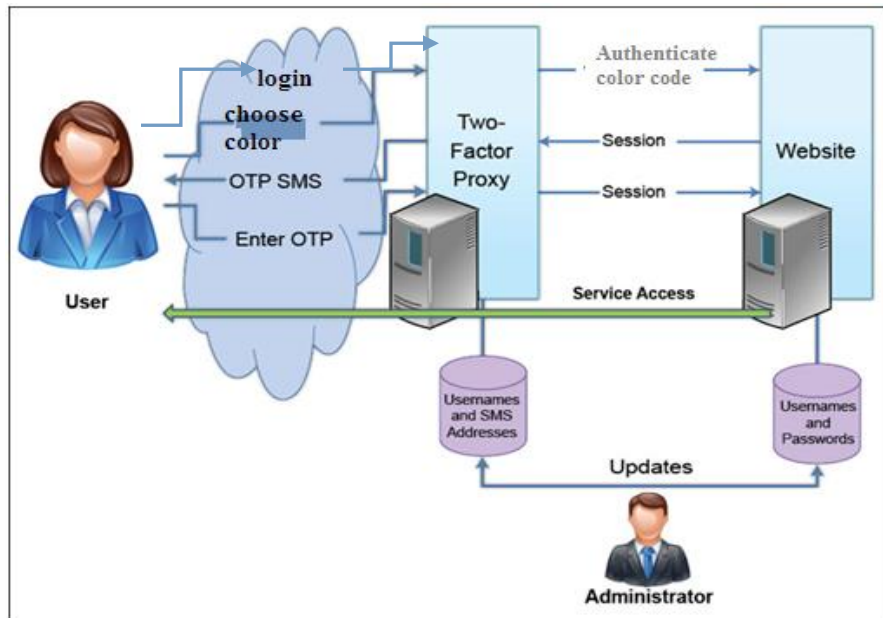 login
choose
color
OTP SMS
Enter OTP
User
Two-
Factor
Proxy
Authenticate
color code
Session
Session
Website
Service Access
Usernames
and SMS
Addresses
Usernames
and
Passwords
Updates
Administrator